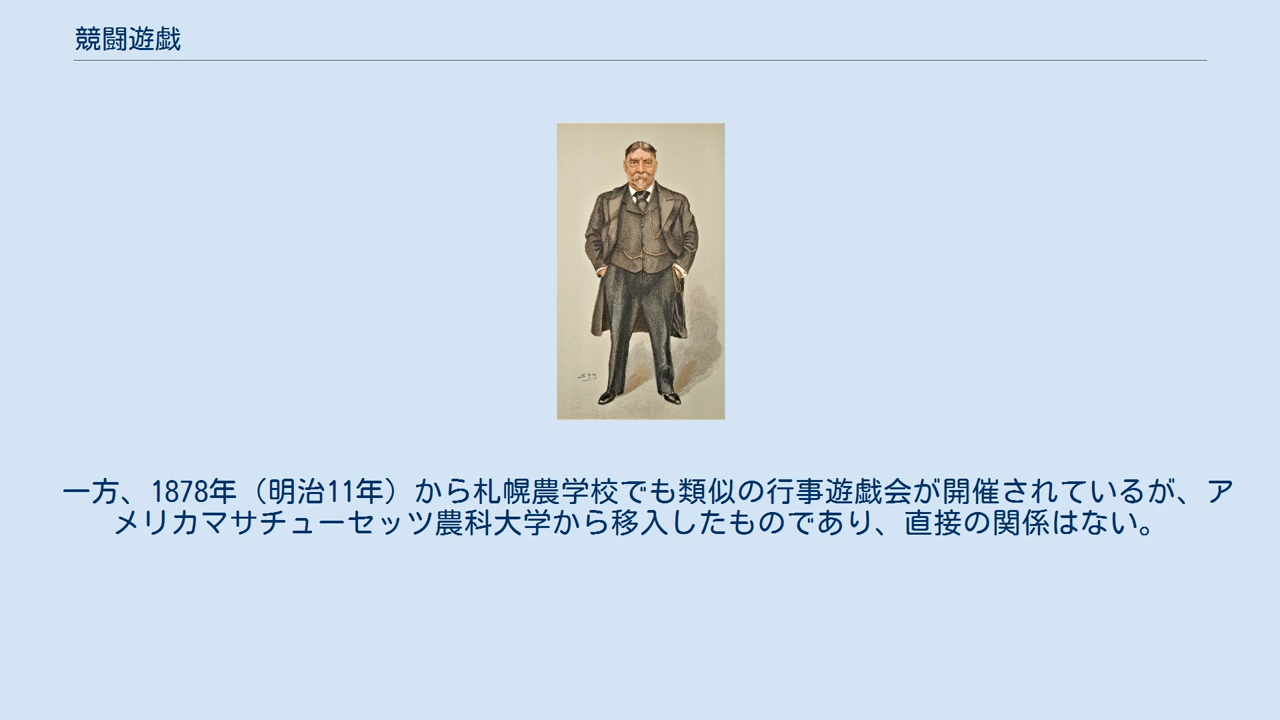 競闘遊戯
一方、1878年（明治11年）から札幌農学校でも類似の行事遊戯会が開催されているが、ア
メリカマサチューセッツ農科大学から移入したものであり、直接の関係はない。